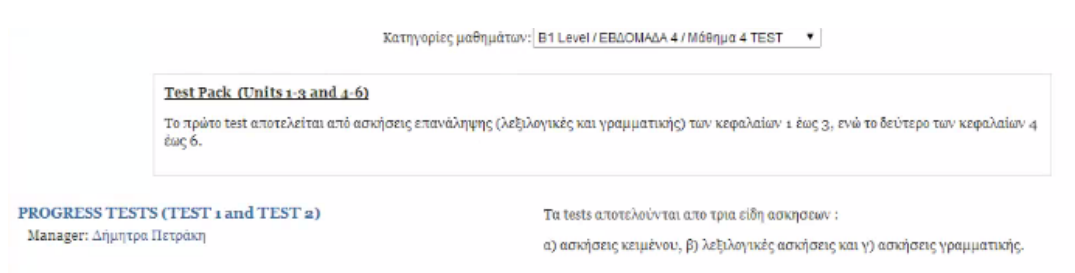 Κατηγορίες μαθημάτων: B1 Level / ΕΒΔΟΜΑΔΑ 4 / Μάθημα 4 TEST
Test Pack (Units 1-3 and 4-6)
Το πρώτο test αποτελείται από ασκήσεις επανάληψης (λεξιλογικές και γραμματικής) των κεφαλαίων 1 έως 3, ενώ το δεύτερο των κεφαλαίων 4
έως 6.
PROGRESS TESTS (TEST 1 and TEST 2)
Τα tests αποτελούνται απο τρια είδη ασκησεων :
Manager: Δήμητρα Πετράκη
α) ασκήσεις κειμένου, β) λεξιλογικές ασκήσεις και γ) ασκήσεις γραμματικής.